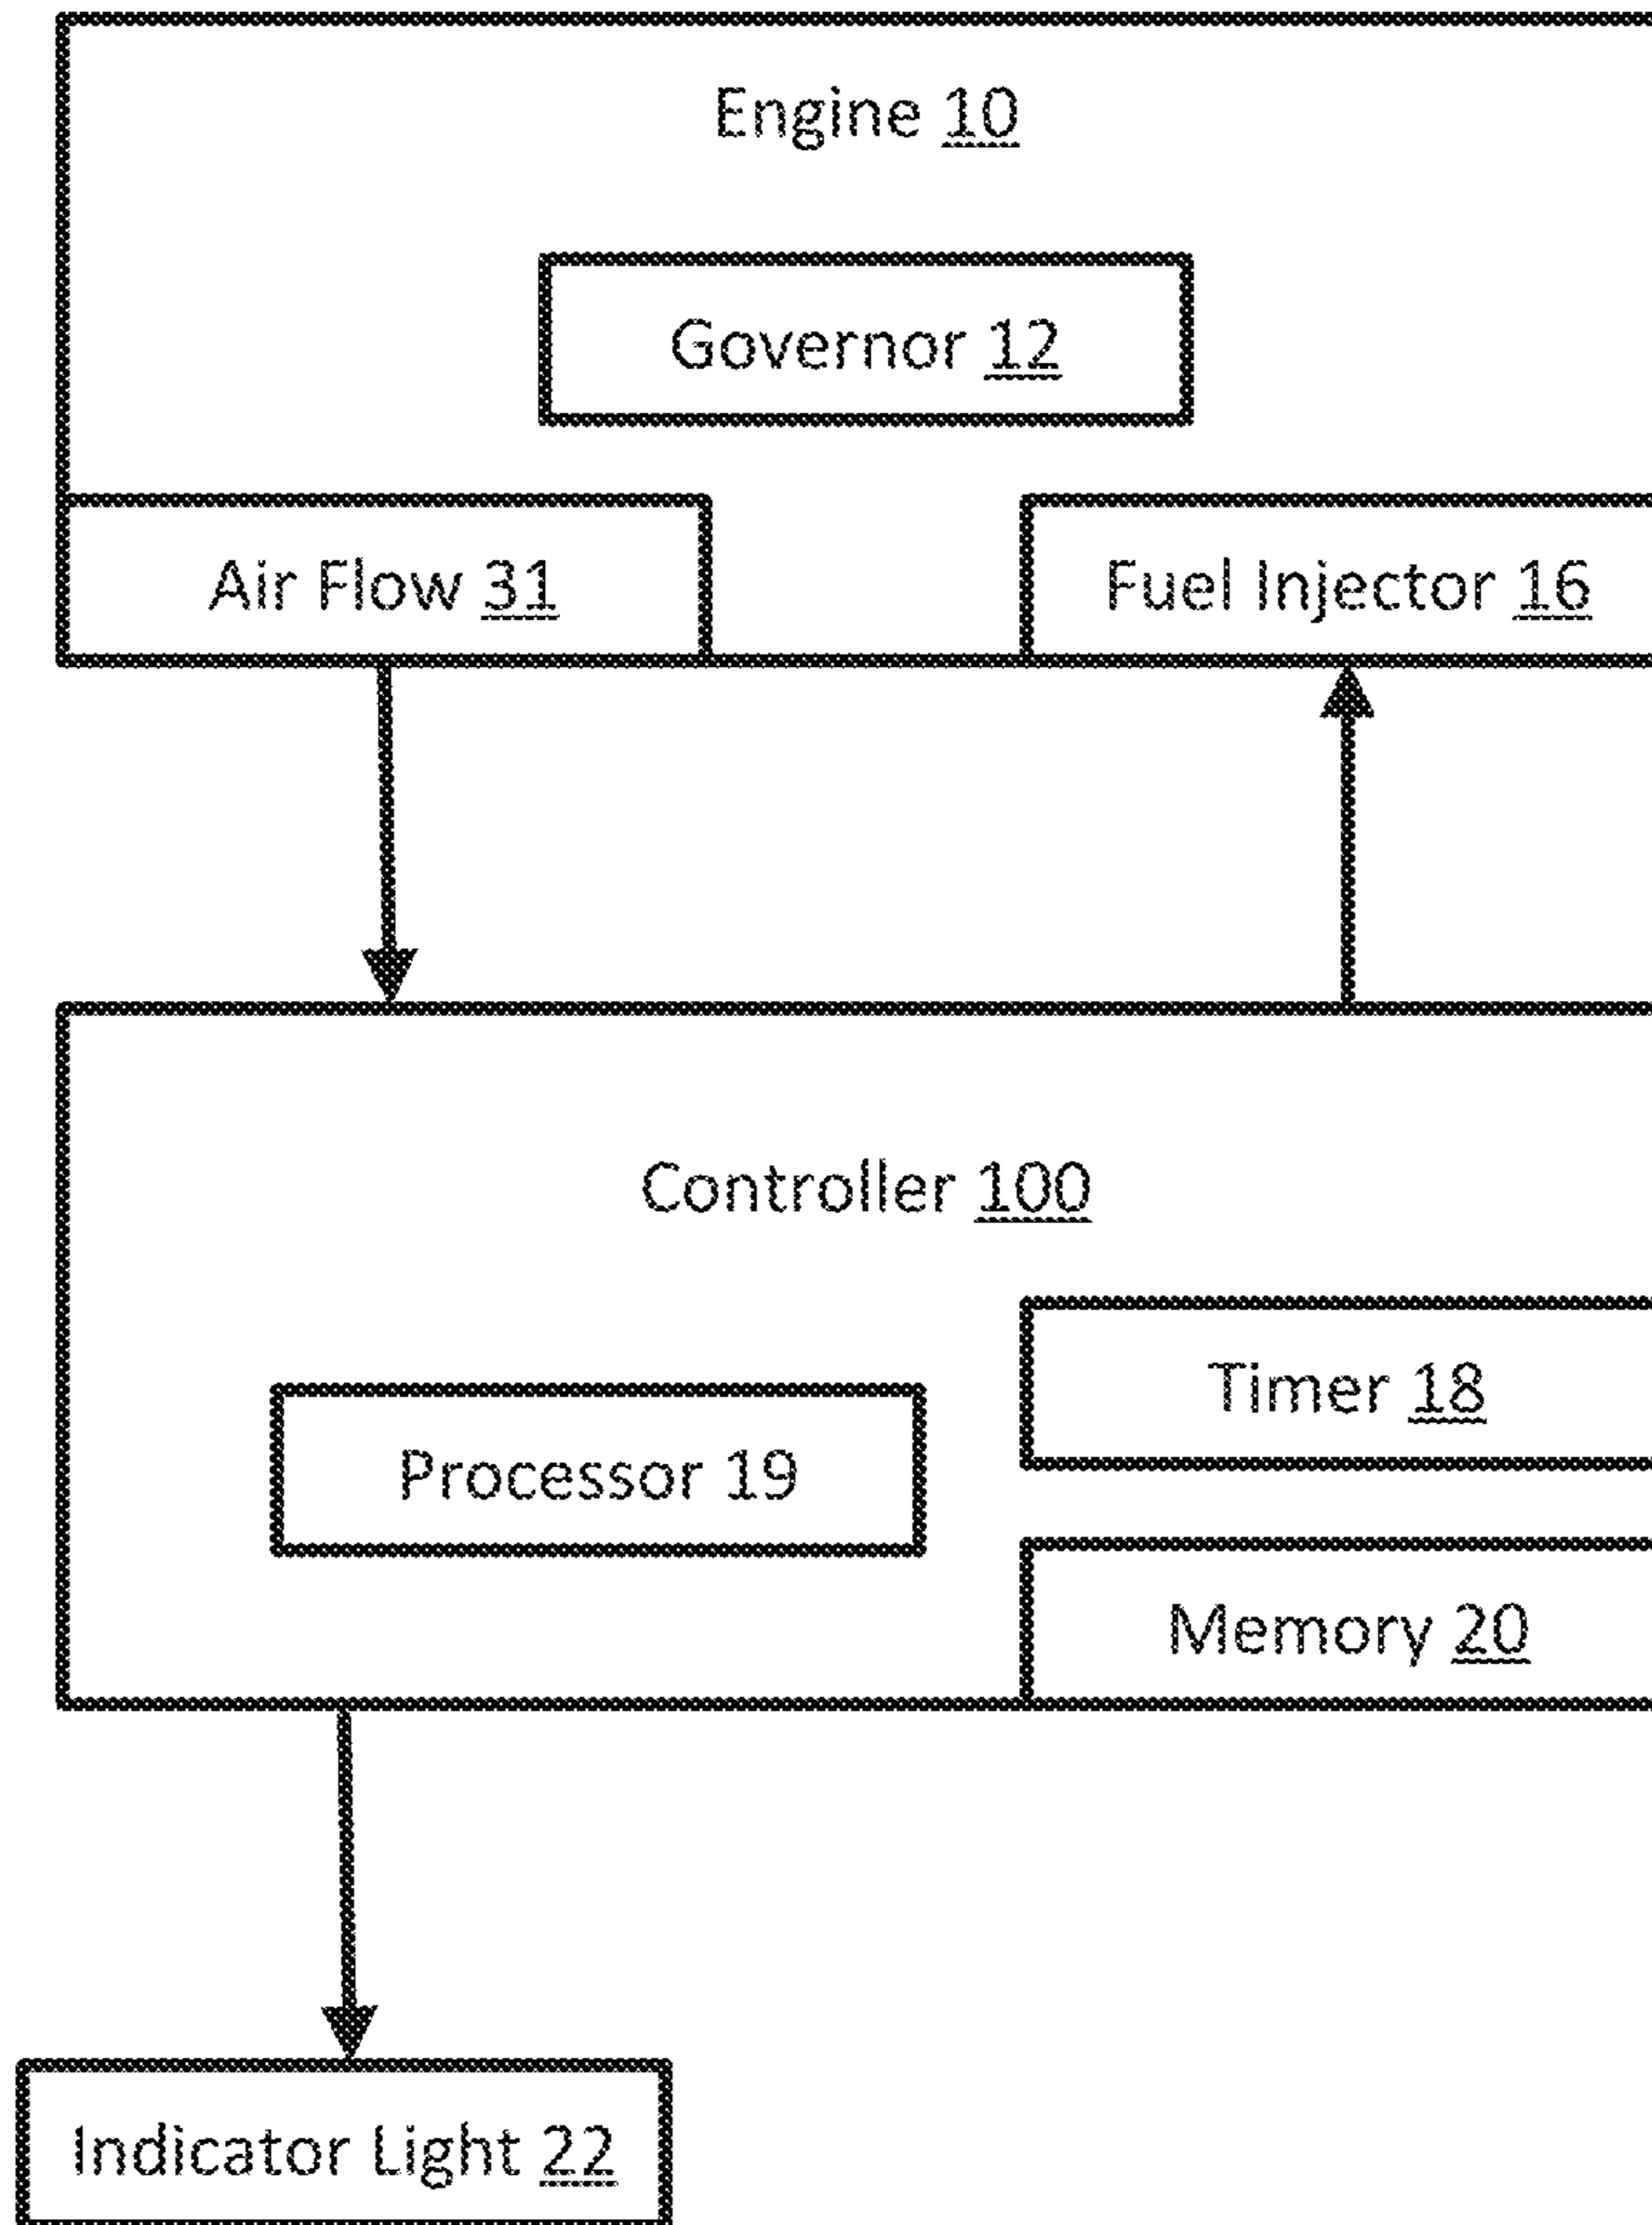 Engine 10
Governor 12
Air Flow 31
Fuel Injector 16
Controller 100
Timer 18
Processor 19
Memory 20
Indicator Light 22